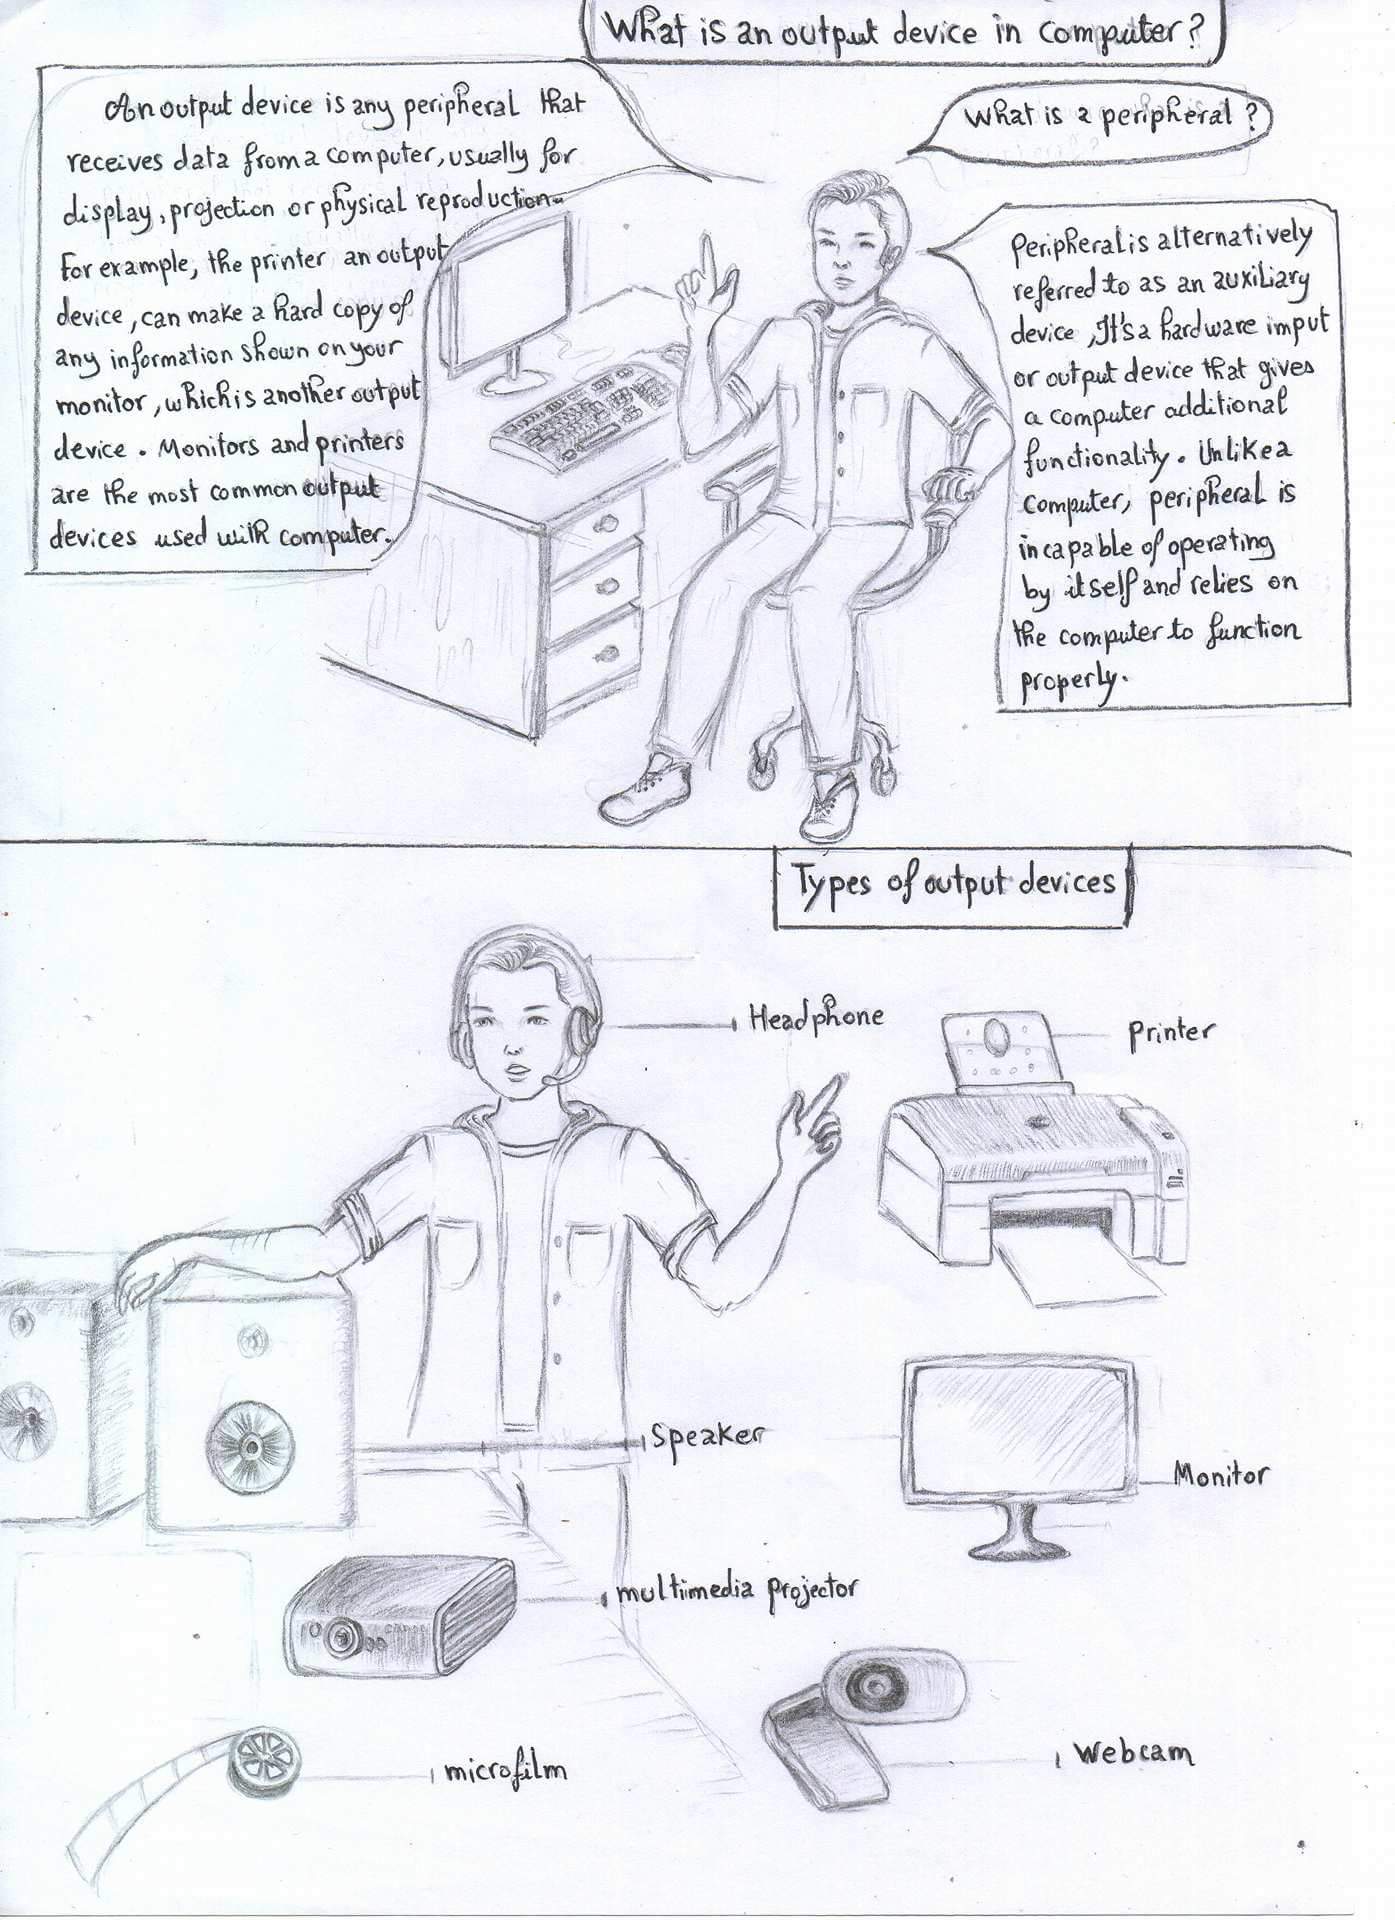 What is an output device in computer?
An output device is any peripheral that
receives data from a computer, usually for
display, projection or physical reproduction.
For example, the printer an output
device, can make a hard copy of
any information shown on your
monitor, which is another output
device. Monitors and printers
are the most common output
devices used with computer.
What is a peripheral?
Peripheral is alternatively
referred to as an auxiliary
device, It's a hardware imput
or output device that gives
a computer additional
functionality. Unlike a
computer, peripheral is
incapable of operating
by itself and relies on
the computer to function
properly.
Types of output devices
Headphone
Printer
Speaker
Monitor
multimedia projector
microfilm
Webcam